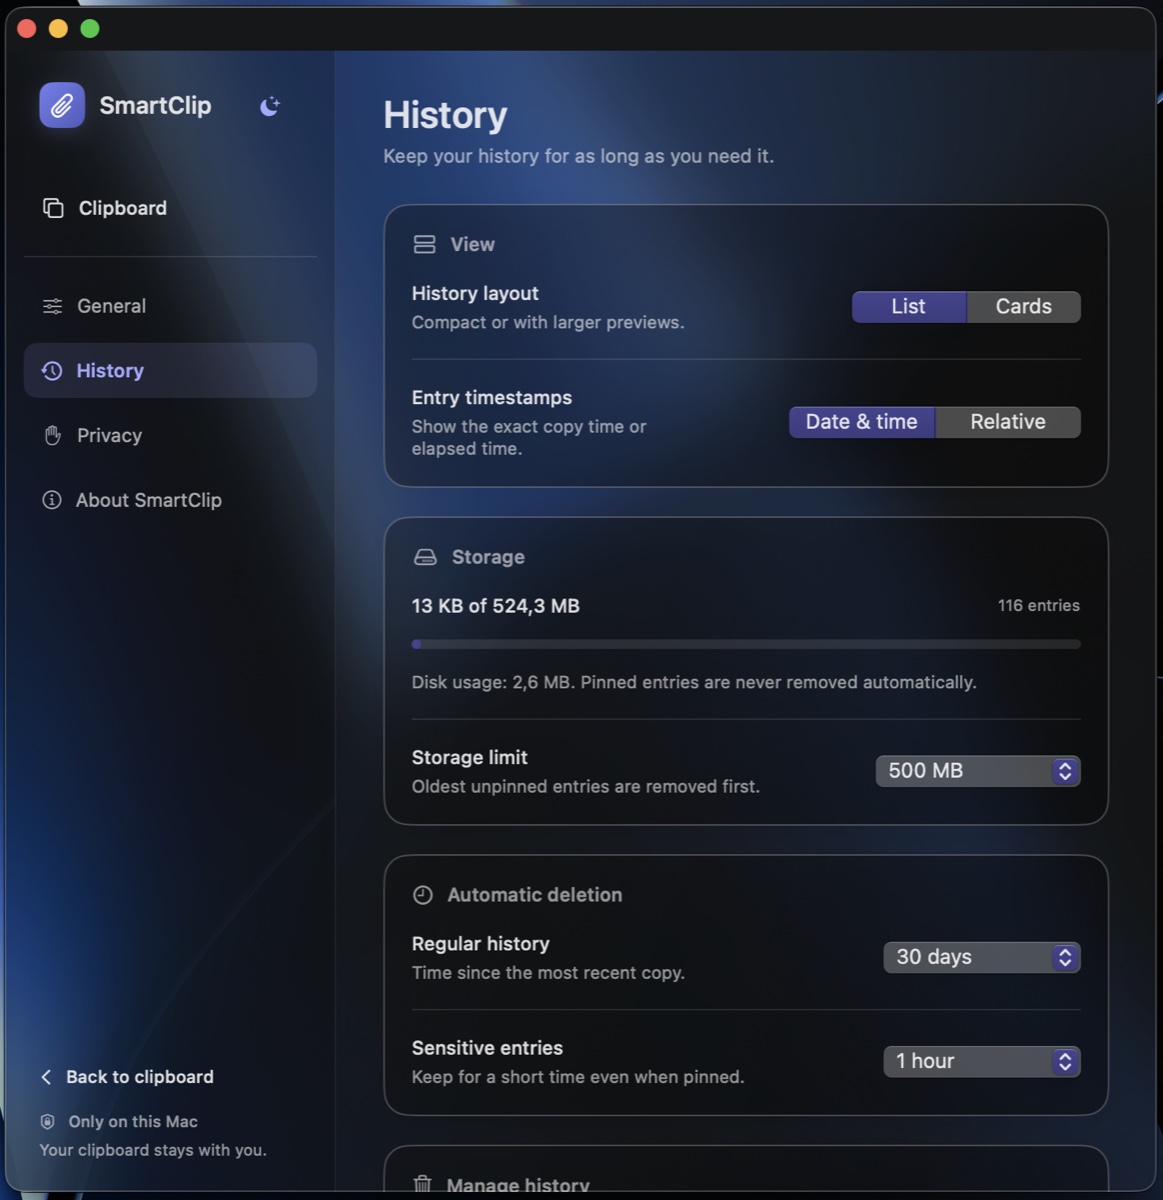 SmartClip
Clipboard
General
History
Privacy
About SmartClip
Back to clipboard
Only on this Mac
Your clipboard stays with you.
History
Keep your history for as long as you need it.
View
History layout
Compact or with larger previews.
List
Cards
Entry timestamps
Show the exact copy time or
elapsed time.
Date & time
Relative
Storage
13 KB of 524,3 MB
116 entries
Disk usage: 2,6 MB. Pinned entries are never removed automatically.
Storage limit
Oldest unpinned entries are removed first.
500 MB
Automatic deletion
Regular history
Time since the most recent copy.
30 days
Sensitive entries
Keep for a short time even when pinned.
1 hour
Manage history